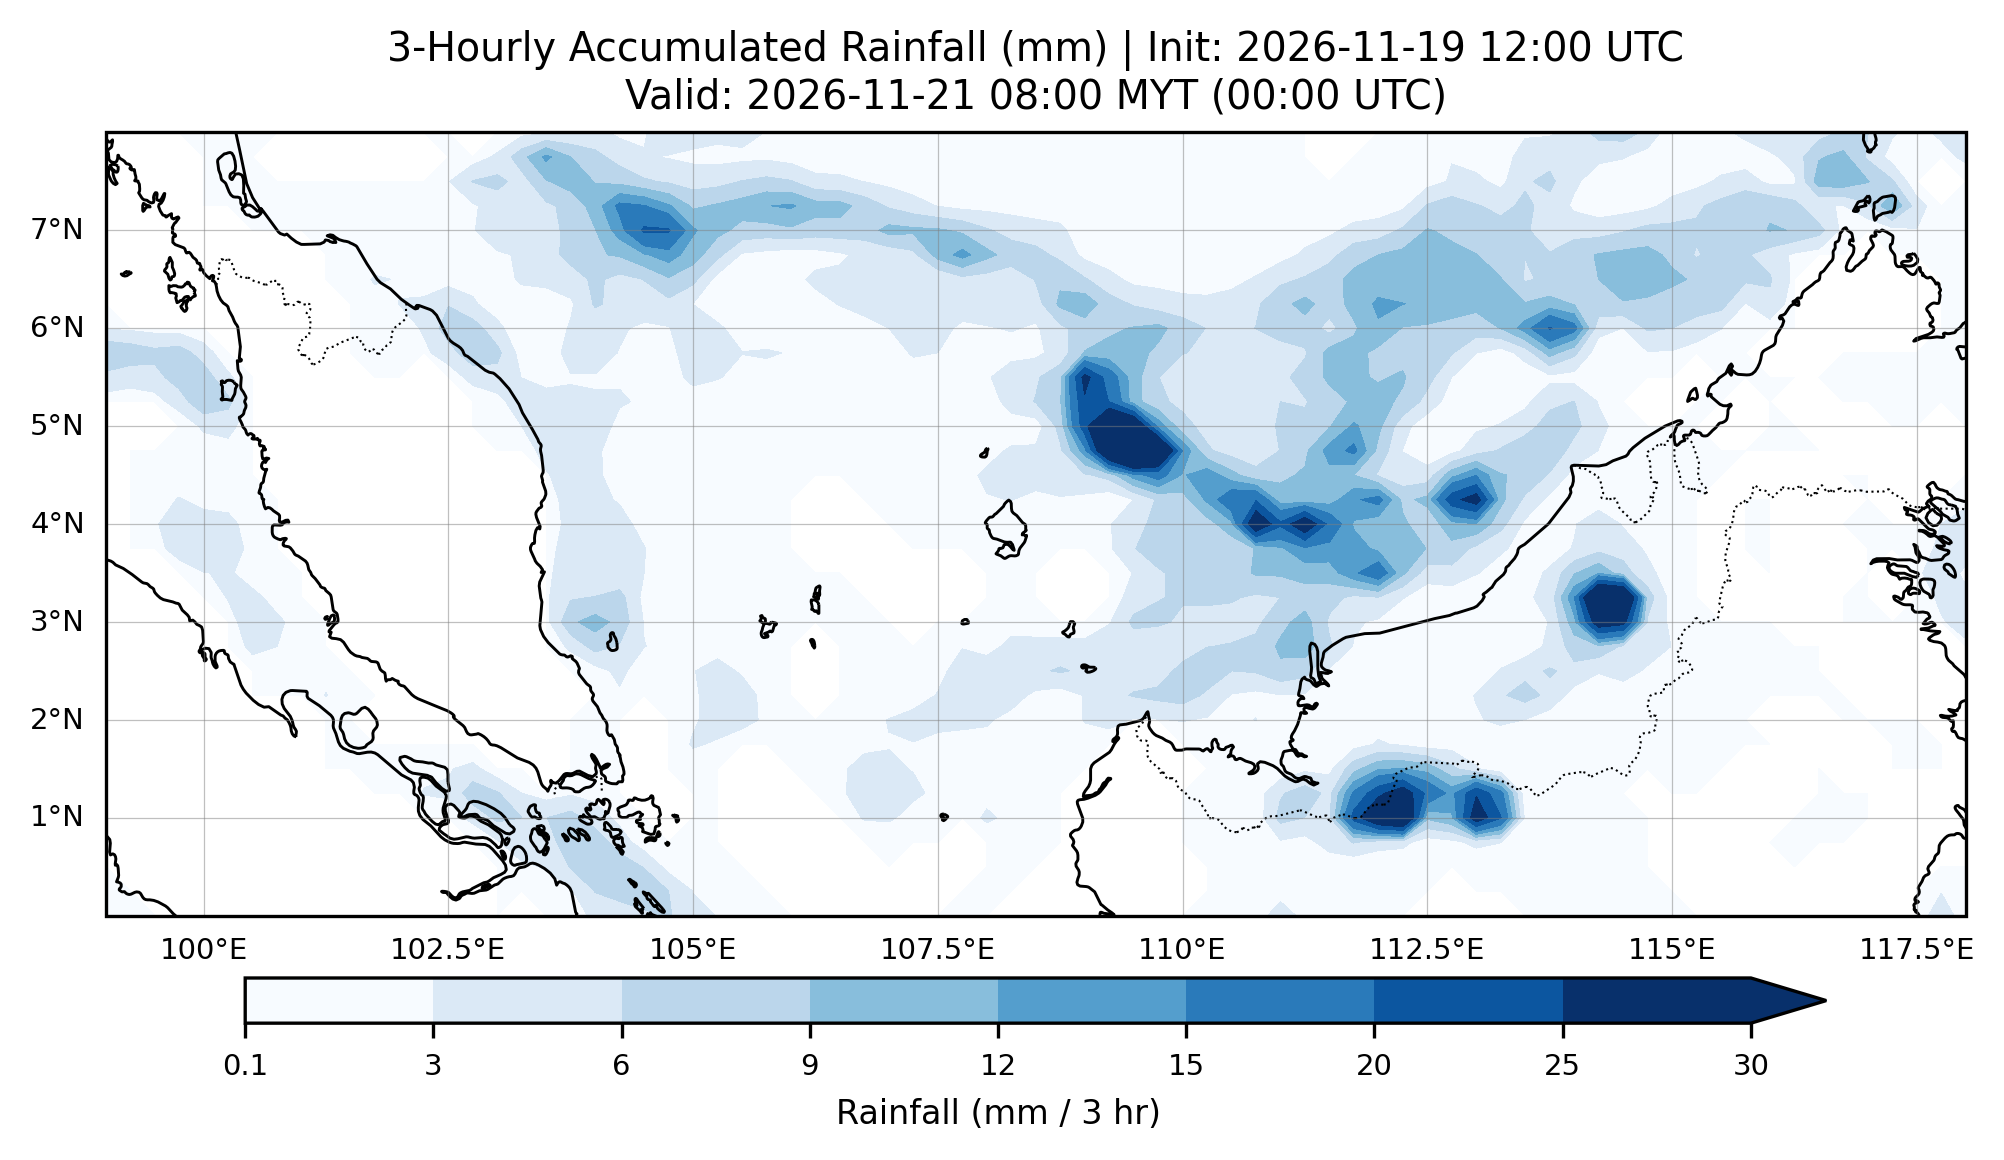 3-Hourly Accumulated Rainfall (mm) | Init: 2026-11-19 12:00 UTC
Valid: 2026-11-21 08:00 MYT (00:00 UTC)
7°N
6°N
5°N
4°N
3°N
2°N
1°N
100°E 102.5°E 105°E 107.5°E 110°E 112.5°E 115°E 117.5°E
0.1 3 6 9 12 15 20 25 30
Rainfall (mm / 3 hr)